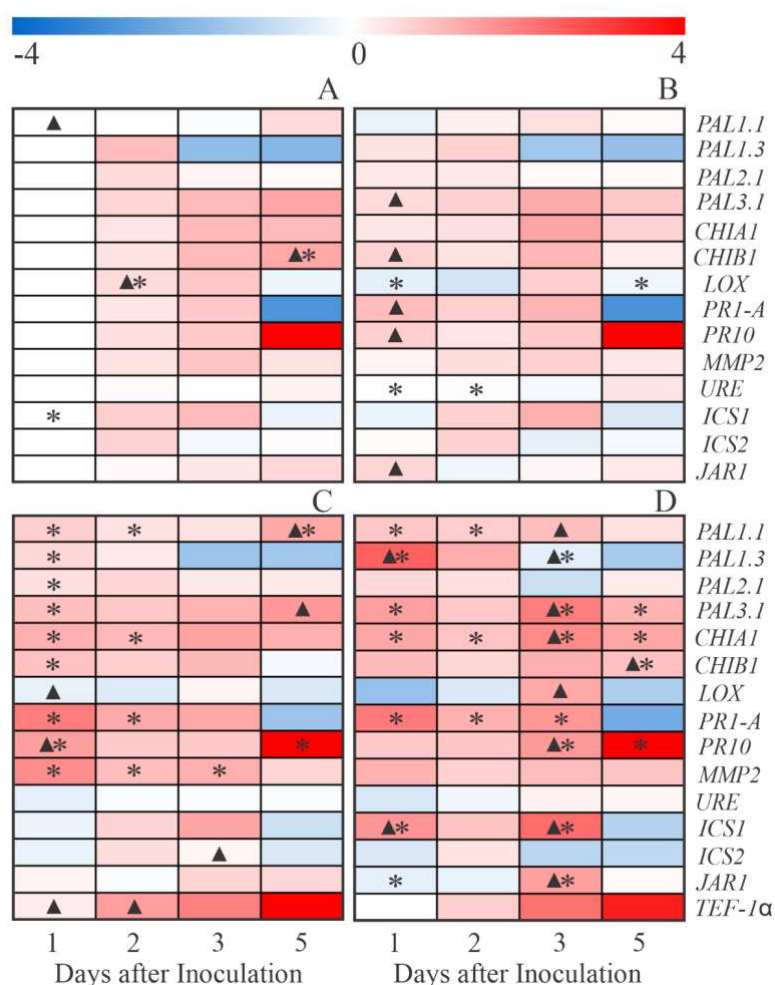 -4 0 4
A B
PAL1.1
PAL1.3
PAL2.1
PAL3.1
▲
CHIA1
▲* ▲ CHIB1
▲* * * LOX
▲ PR1-A
▲ PR10
MMP2
* * URE
* ICS1
ICS2
▲ JAR1
C D
* * ▲* * * ▲ PAL1.1
* ▲* ▲* PAL1.3
* PAL2.1
* ▲ * ▲* * PAL3.1
* * * * ▲* * CHIA1
* ▲* CHIB1
▲ ▲ LOX
* * * * * PR1-A
▲* * ▲* * PR10
* * * MMP2
URE
▲* ▲* ICS1
▲ ICS2
* ▲* JAR1
▲ ▲ TEF-1α
1 2 3 5 1 2 3 5
Days after Inoculation Days after Inoculation